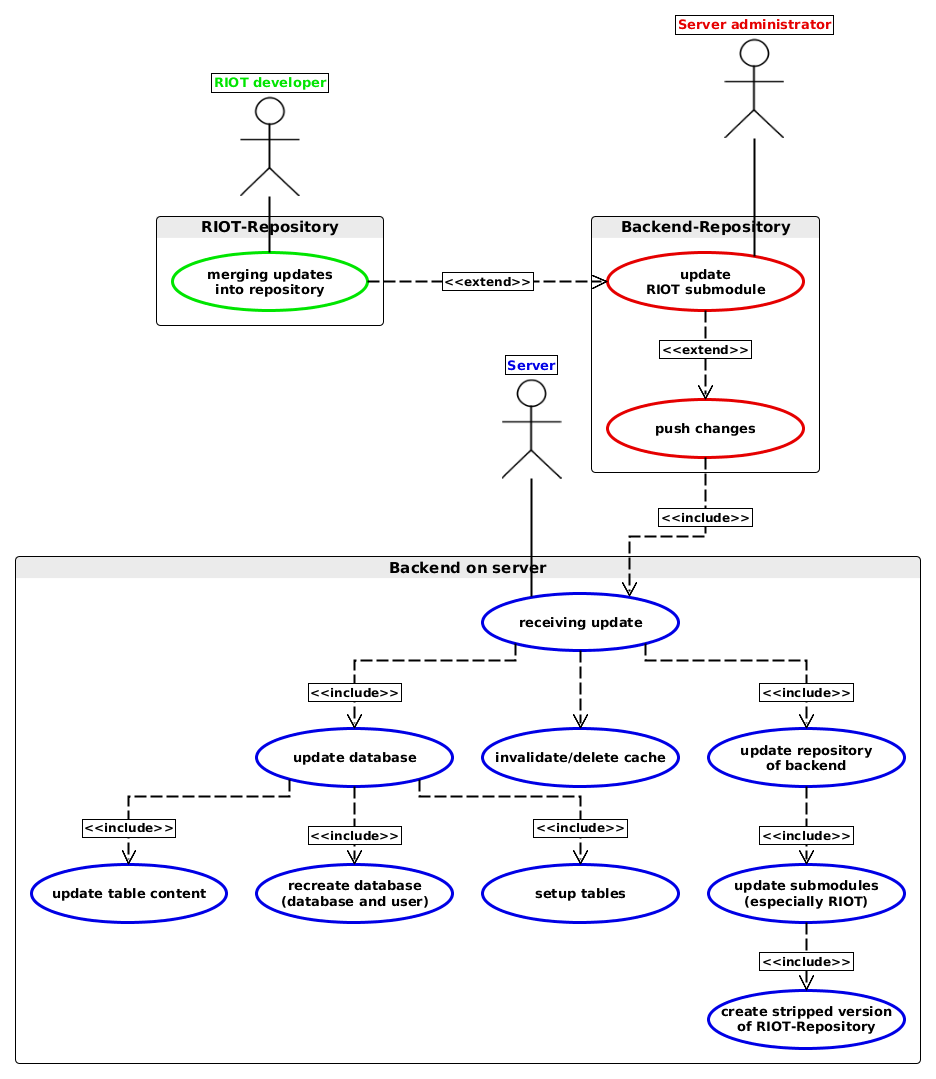 Server administrator
RIOT developer
RIOT-Repository
Backend-Repository
merging updates
into repository
<<extend>>
update
RIOT submodule
<<extend>>
Server
push changes
<<include>>
Backend on server
receiving update
<<include>>
<<include>>
update database
invalidate/delete cache
update repository
of backend
<<include>>
<<include>>
<<include>>
<<include>>
update table content
recreate database
(database and user)
setup tables
update submodules
(especially RIOT)
<<include>>
create stripped version
of RIOT-Repository